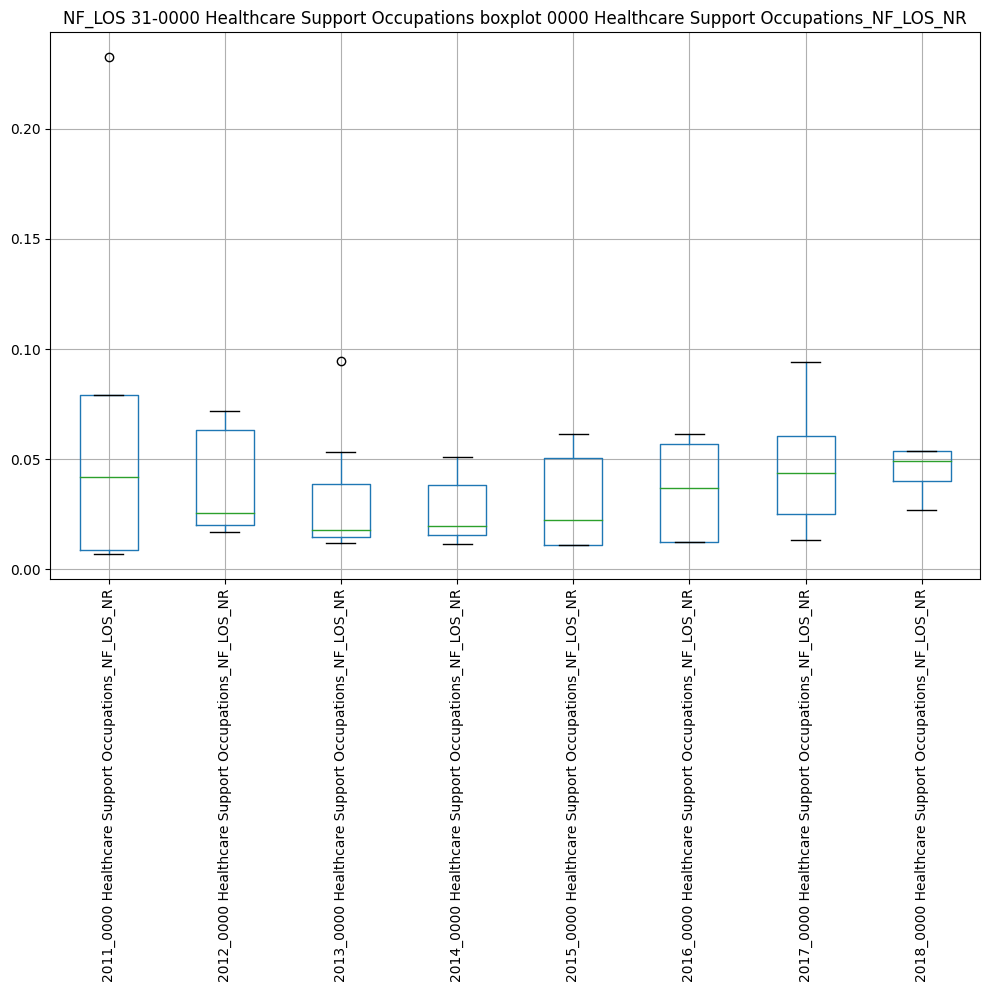 NF_LOS 31-0000 Healthcare Support Occupations boxplot 0000 Healthcare Support Occupations_NF_LOS_NR
0.20
0.15
0.10
0.05
0.00
2011_0000 Healthcare Support Occupations_NF_LOS_NR
2012_0000 Healthcare Support Occupations_NF_LOS_NR
2013_0000 Healthcare Support Occupations_NF_LOS_NR
2014_0000 Healthcare Support Occupations_NF_LOS_NR
2015_0000 Healthcare Support Occupations_NF_LOS_NR
2016_0000 Healthcare Support Occupations_NF_LOS_NR
2017_0000 Healthcare Support Occupations_NF_LOS_NR
2018_0000 Healthcare Support Occupations_NF_LOS_NR